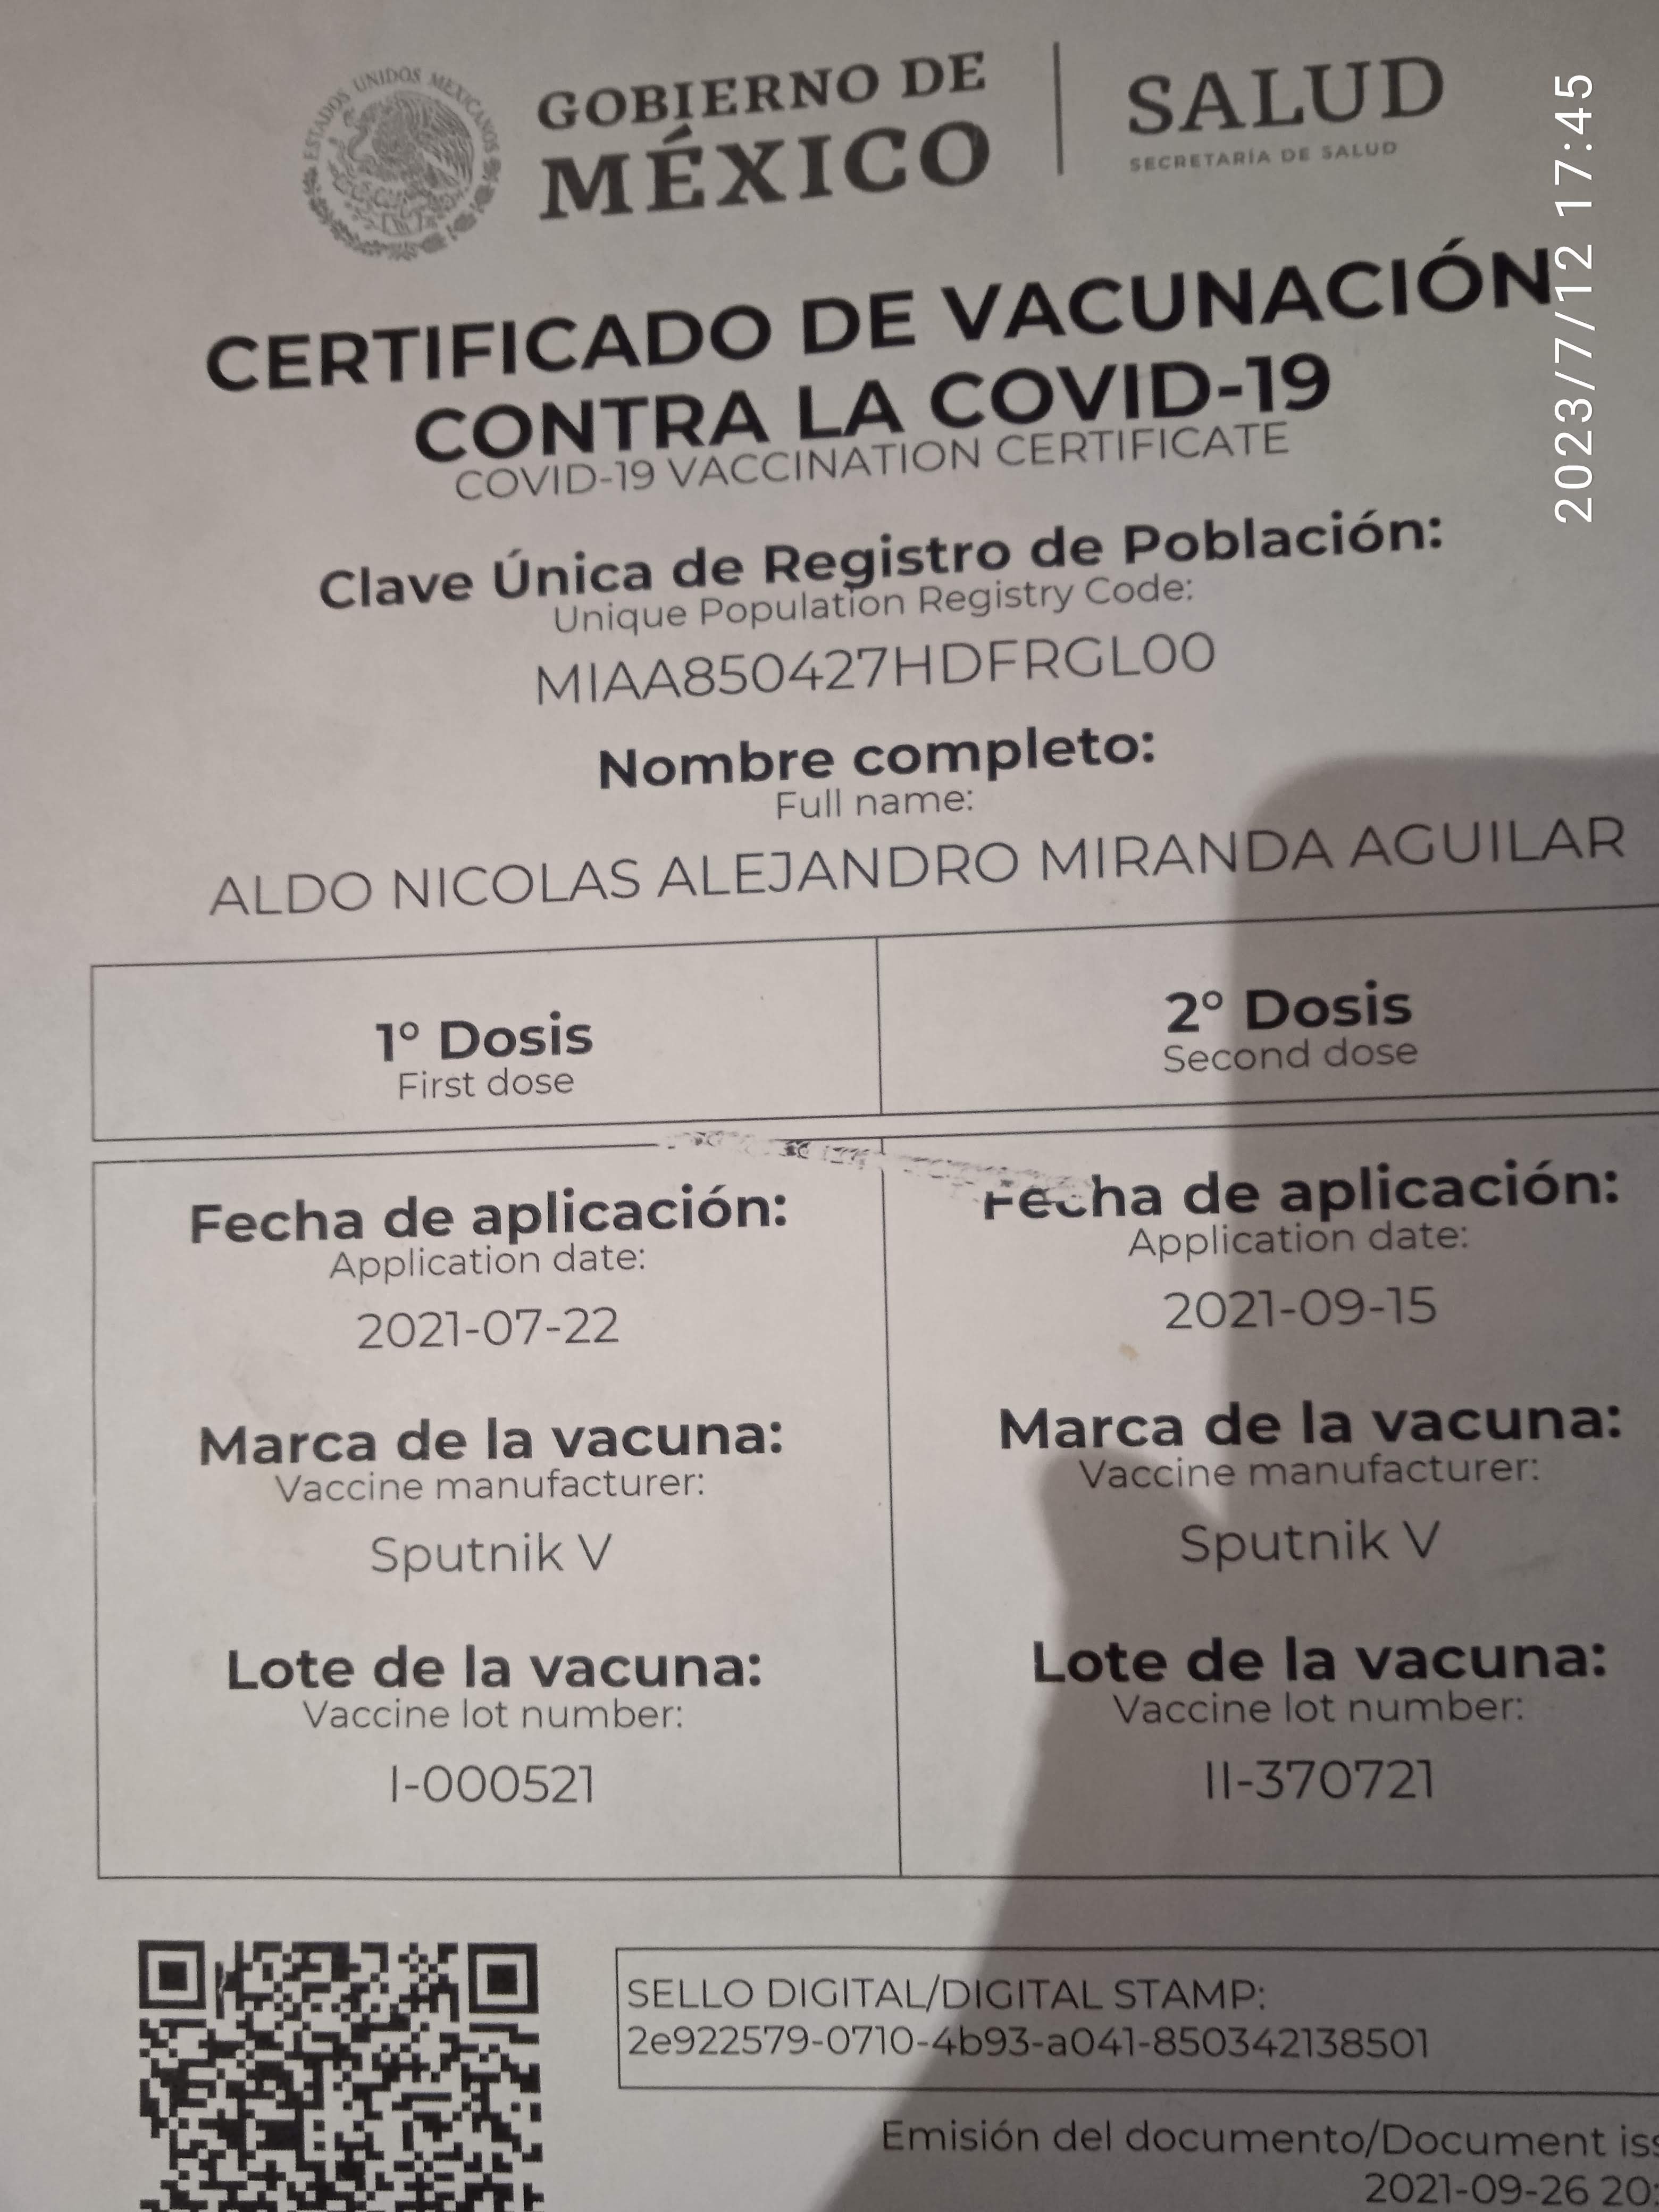 ESTADOS UNIDOS MEXICANOS
GOBIERNO DE
MÉXICO
SALUD
SECRETARÍA DE SALUD
2023/7/12 17:45
CERTIFICADO DE VACUNACIÓN
CONTRA LA COVID-19
COVID-19 VACCINATION CERTIFICATE
Clave Única de Registro de Población:
Unique Population Registry Code:
MIAA850427HDFRGL00
Nombre completo:
Full name:
ALDO NICOLAS ALEJANDRO MIRANDA AGUILAR
1° Dosis
First dose
2° Dosis
Second dose
Fecha de aplicación:
Application date:
2021-07-22
Marca de la vacuna:
Vaccine manufacturer:
Sputnik V
Lote de la vacuna:
Vaccine lot number:
I-000521
Fecha de aplicación:
Application date:
2021-09-15
Marca de la vacuna:
Vaccine manufacturer:
Sputnik V
Lote de la vacuna:
Vaccine lot number:
II-370721
SELLO DIGITAL/DIGITAL STAMP:
2e922579-0710-4b93-a041-850342138501
Emisión del documento/Document
2021-09-26